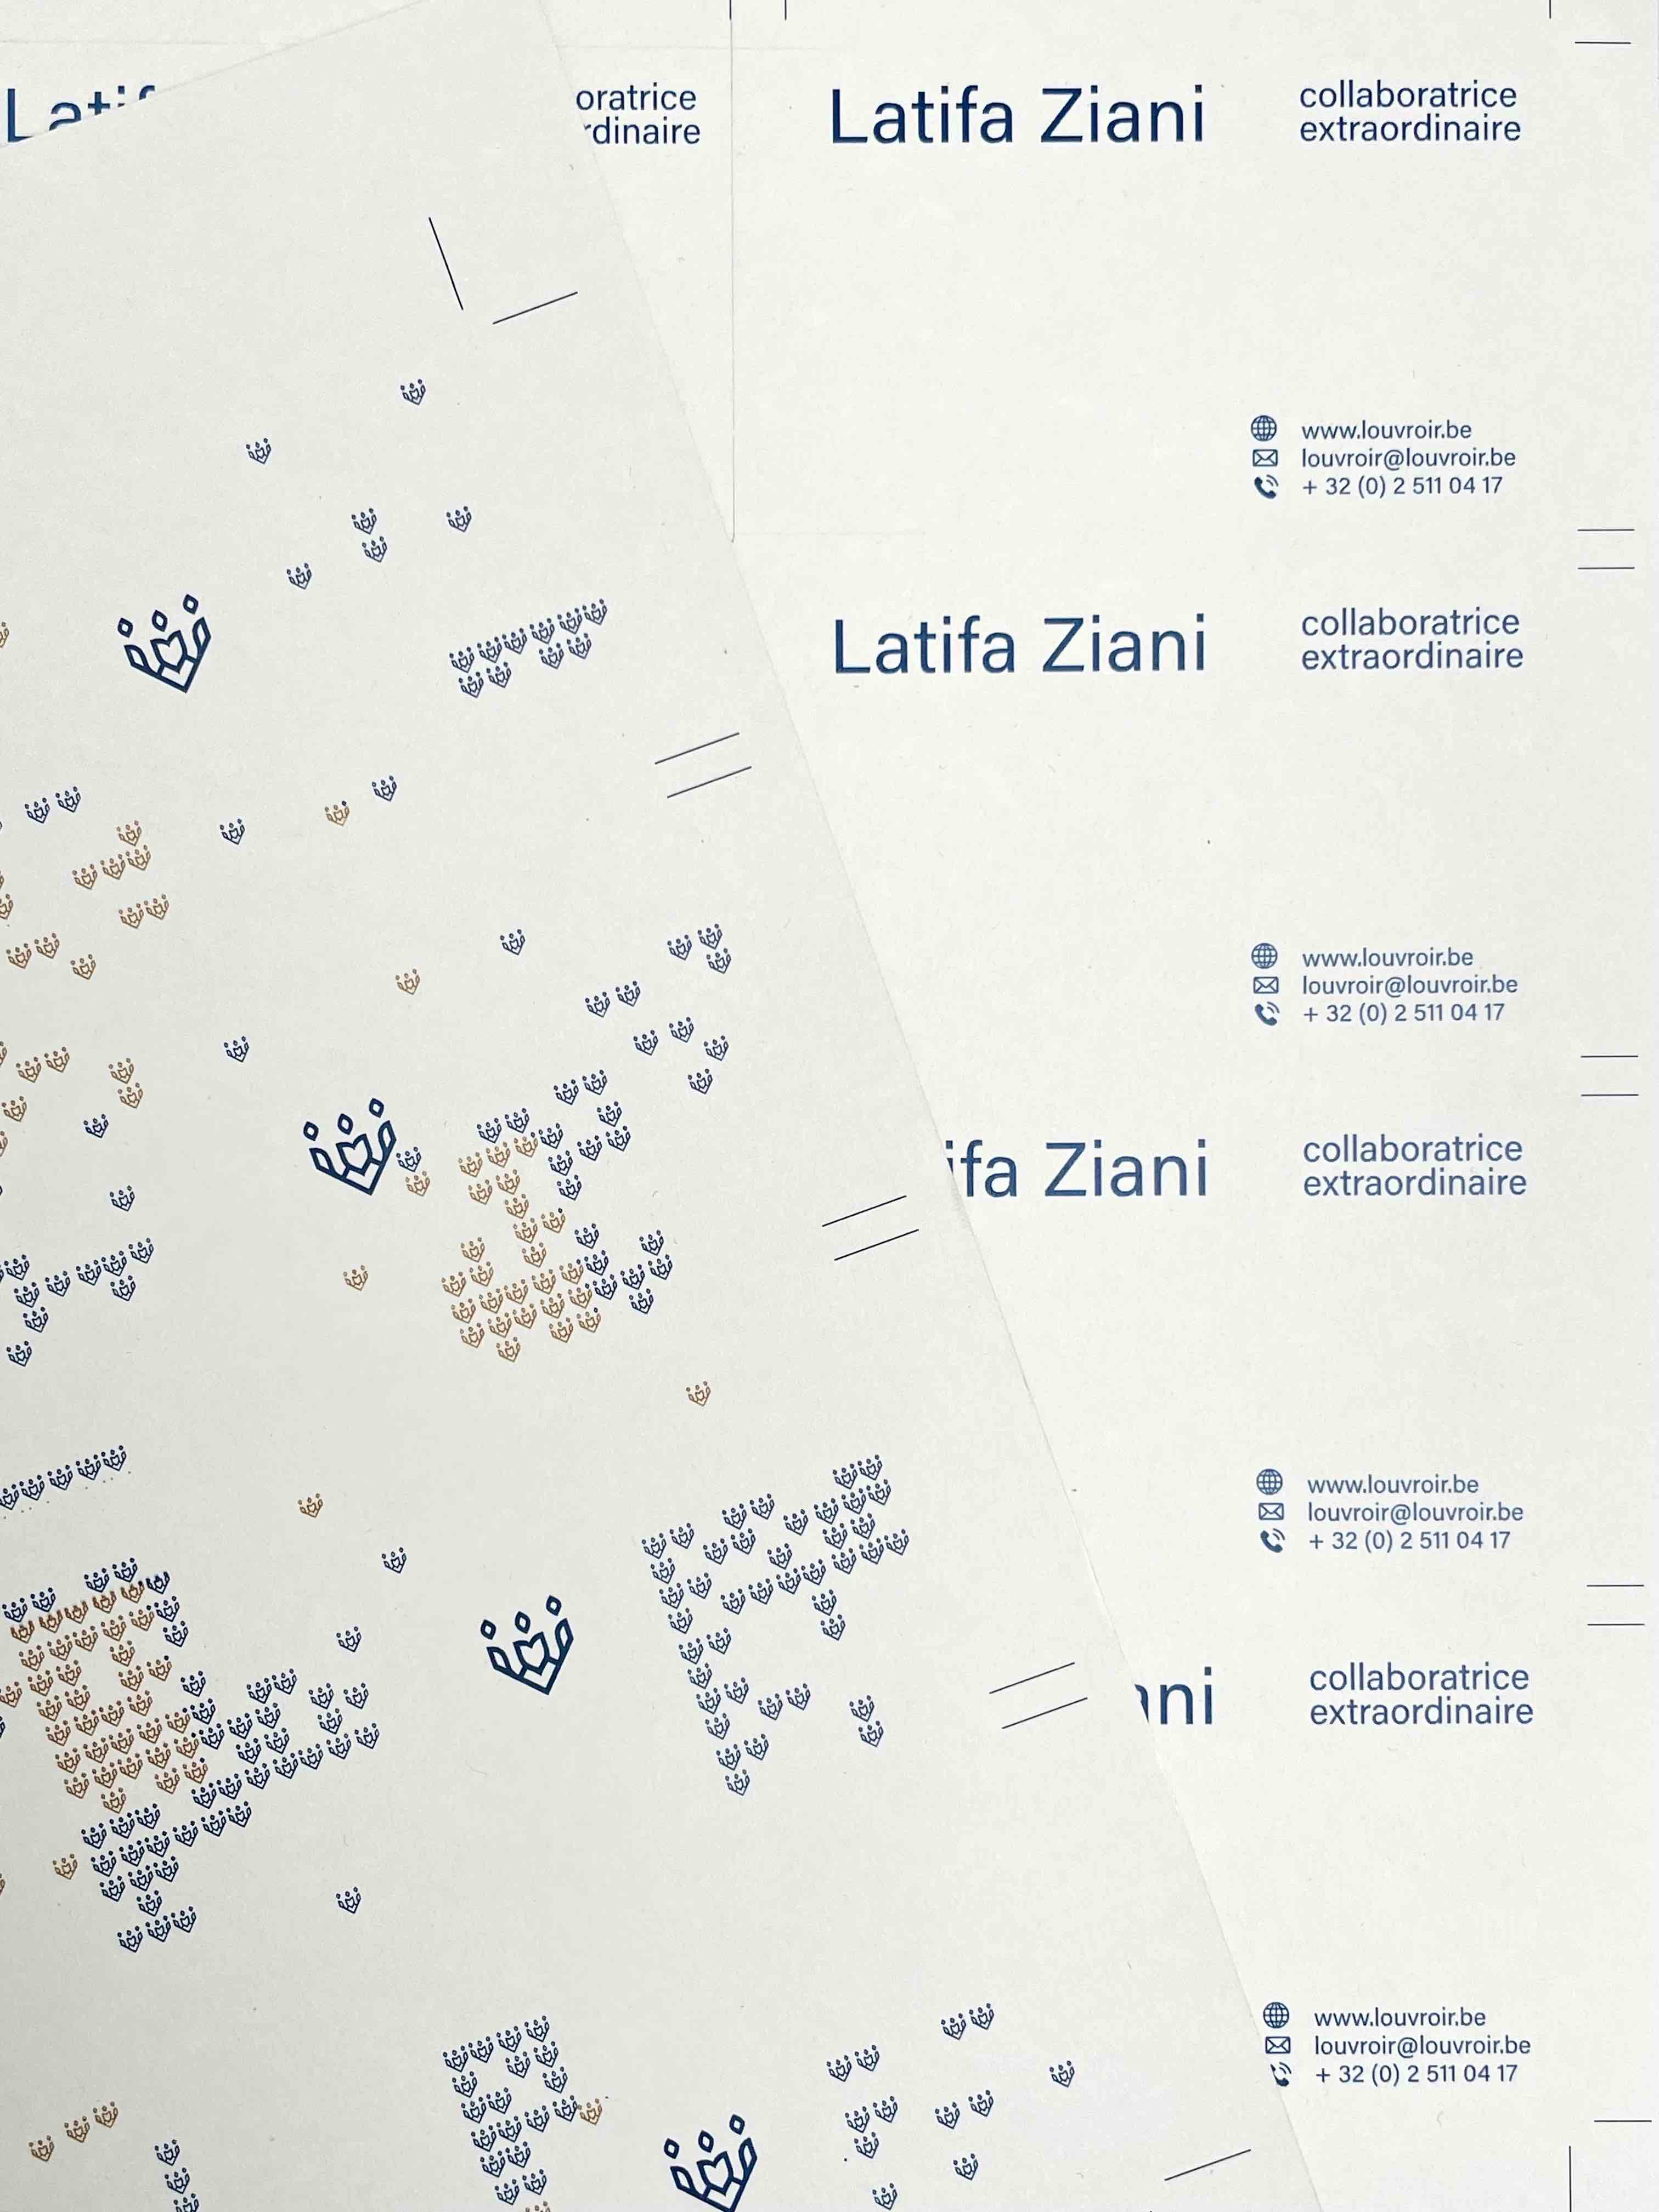 oratrice
dinaire
Latifa Ziani
collaboratrice
extraordinaire
www.louvroir.be
louvroir@louvroir.be
+ 32 (0) 2 511 04 17
Latifa Ziani
collaboratrice
extraordinaire
www.louvroir.be
louvroir@louvroir.be
+ 32 (0) 2 511 04 17
ifa Ziani
collaboratrice
extraordinaire
www.louvroir.be
louvroir@louvroir.be
+ 32 (0) 2 511 04 17
ni
collaboratrice
extraordinaire
www.louvroir.be
louvroir@louvroir.be
+ 32 (0) 2 511 04 17